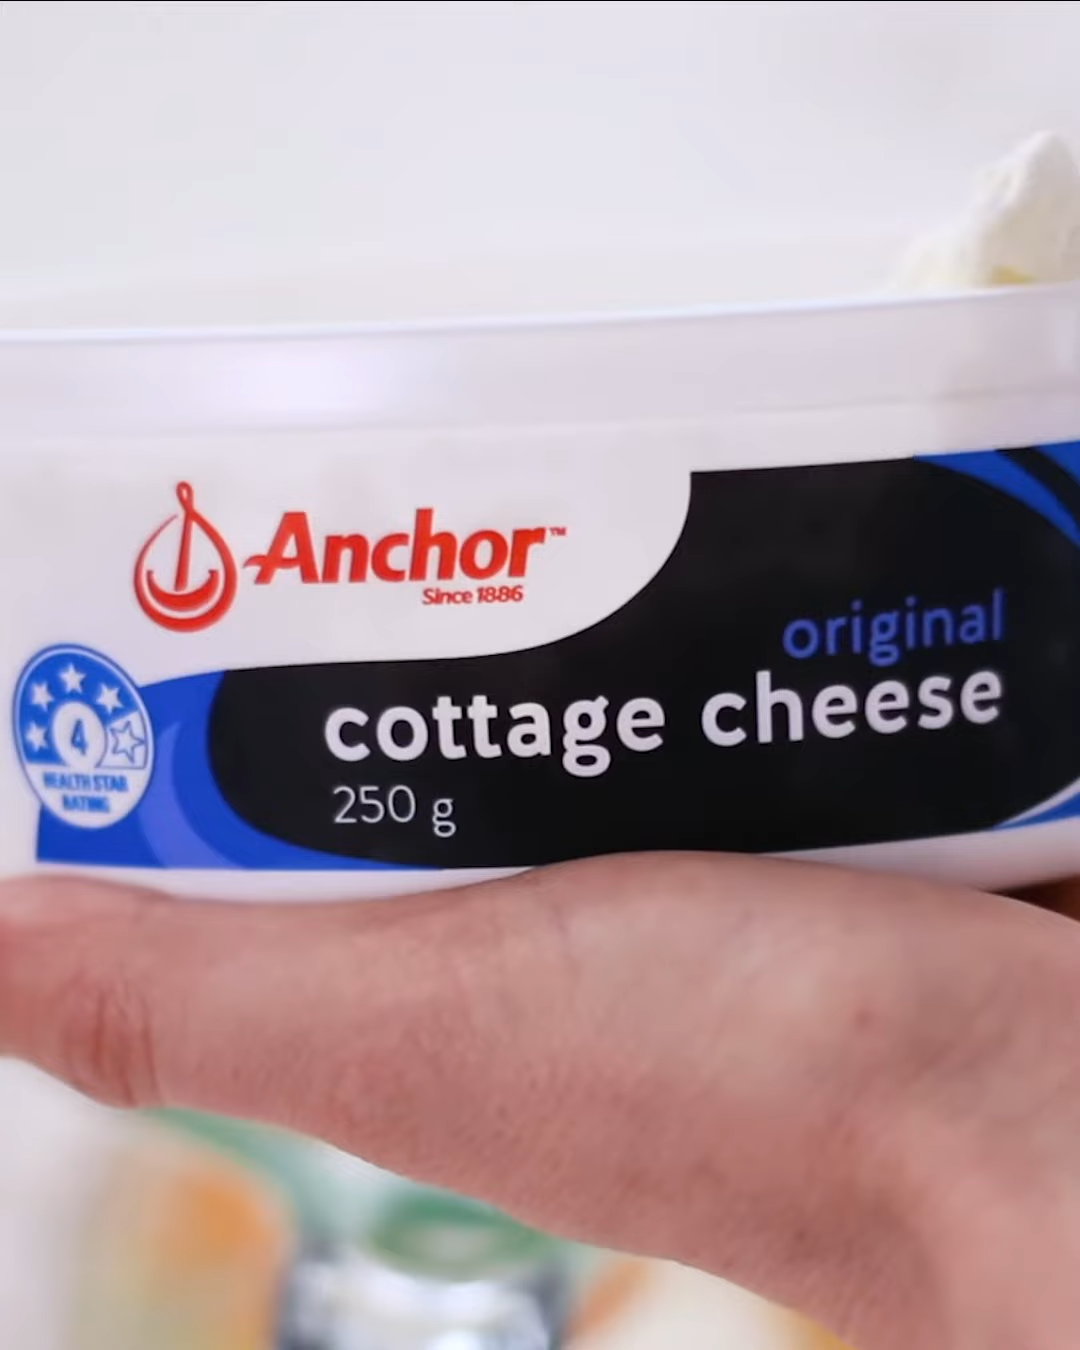 Anchor™
Since 1886
original
cottage cheese
250 g
4
HEALTH STAR
RATING